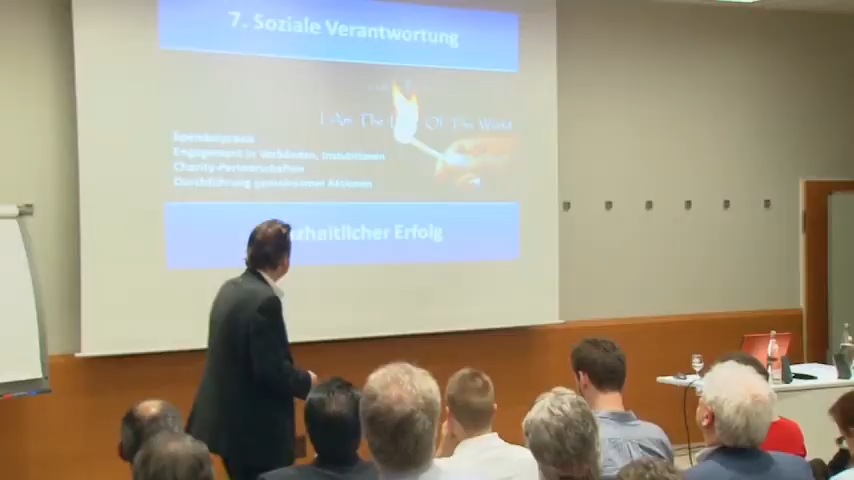 7. Soziale Verantwortung
I Am The Of The World
Spendenpraxis
Engagement in Verbänden, Institutionen
Charity-Partnerschaften
Durchführung gemeinsamer Aktionen
Erfolg